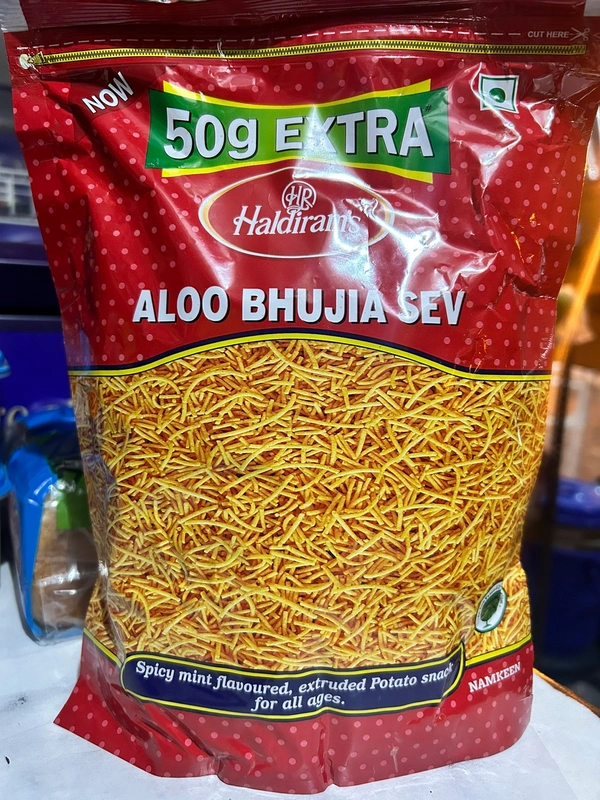 CUT HERE
NOW
50g EXTRA
HR
Haldiram's
ALOO BHUJIA SEV
Spicy mint flavoured, extruded Potato snack
for all ages.
NAMKEEN